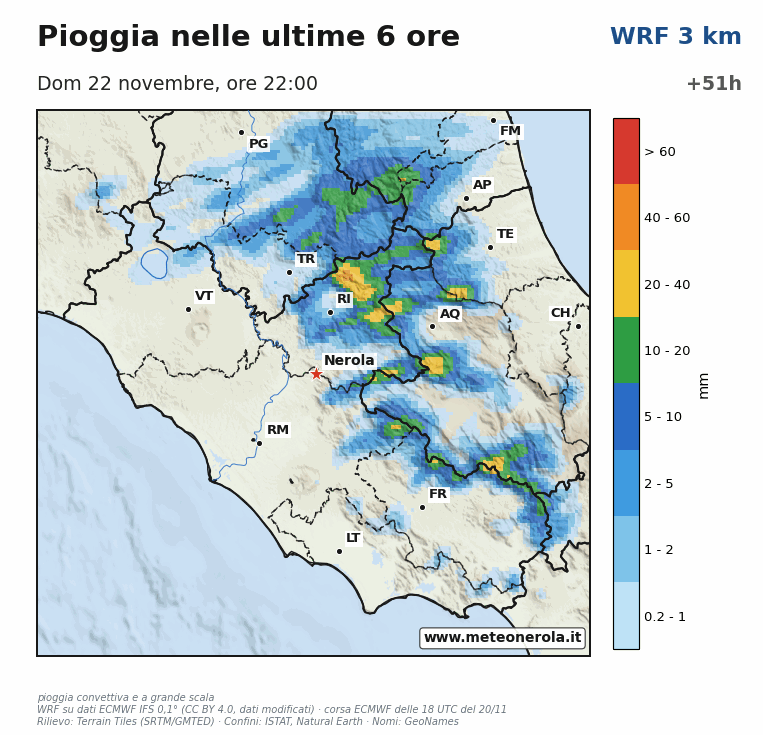 Pioggia nelle ultime 6 ore
WRF 3 km
Dom 22 novembre, ore 22:00
+51h
FM
PG
AP
TE
TR
VT
RI
AQ
CH
Nerola
RM
FR
LT
www.meteonerola.it
> 60
40 - 60
20 - 40
10 - 20
5 - 10
2 - 5
1 - 2
0.2 - 1
mm
pioggia convettiva e a grande scala
WRF su dati ECMWF IFS 0,1° (CC BY 4.0, dati modificati) · corsa ECMWF delle 18 UTC del 20/11
Rilievo: Terrain Tiles (SRTM/GMTED) · Confini: ISTAT, Natural Earth · Nomi: GeoNames